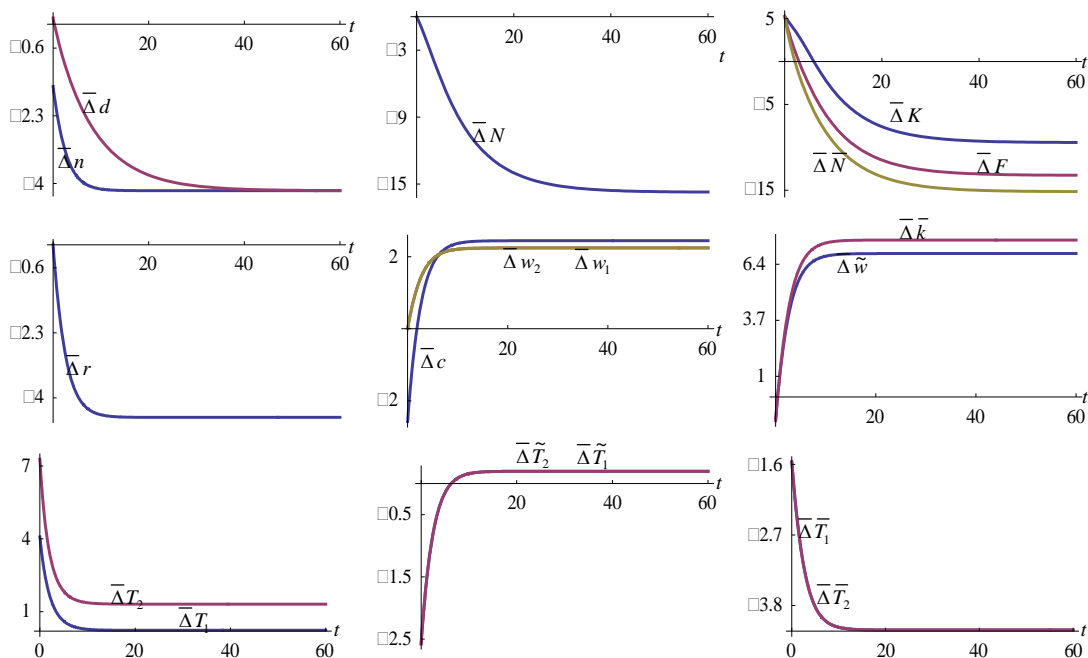 t
□0.6
20
40
60
Δ̅ d
□2.3
Δ̅ n
□4
□3
20
40
60
t
□9
Δ̅ N
□15
5
t
20
40
60
□5
Δ̅ K
Δ̅ N̅
Δ̅ F
□15
t
□0.6
20
40
60
□2.3
Δ̅ r
□4
2
Δ̅ w₂
Δ̅ w₁
t
20
40
60
Δ̅ c
□2
Δ̅ k̅
6.4
Δ̅ w̃
3.7
1
t
20
40
60
7
4
Δ̅ T₂
1
Δ̅ T₁
t
0
20
40
60
Δ̅ T̃₂
Δ̅ T̃₁
t
20
40
60
□0.5
□1.5
□2.5
□1.6
Δ̅ T̅₁
□2.7
Δ̅ T̅₂
□3.8
t
0
20
40
60